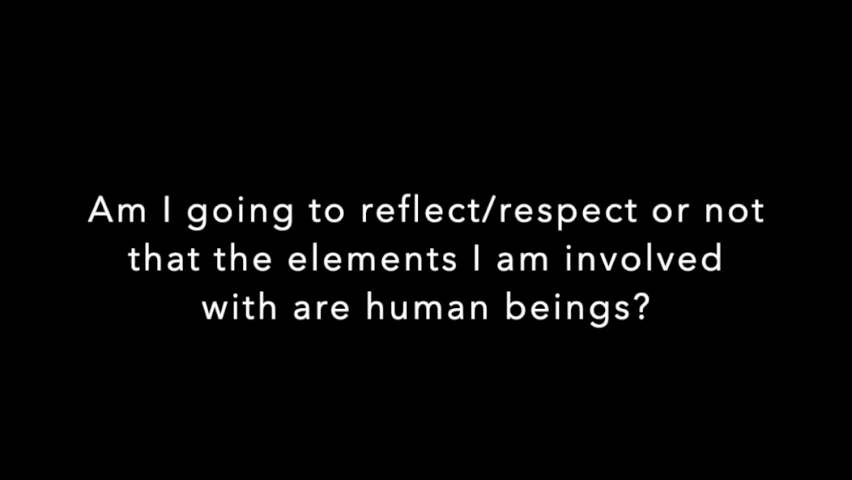 Am I going to reflect/respect or not
that the elements I am involved
with are human beings?